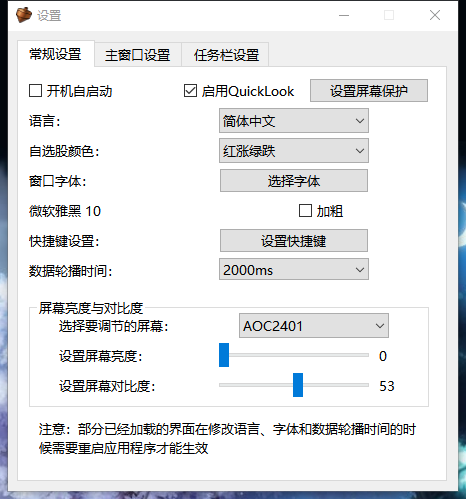 设置
常规设置 主窗口设置 任务栏设置
开机自启动 启用QuickLook 设置屏幕保护
语言： 简体中文
自选股颜色： 红涨绿跌
窗口字体： 选择字体
微软雅黑 10 加粗
快捷键设置： 设置快捷键
数据轮播时间： 2000ms
屏幕亮度与对比度
选择要调节的屏幕： AOC2401
设置屏幕亮度： 0
设置屏幕对比度： 53
注意：部分已经加载的界面在修改语言、字体和数据轮播时间的时
候需要重启应用程序才能生效